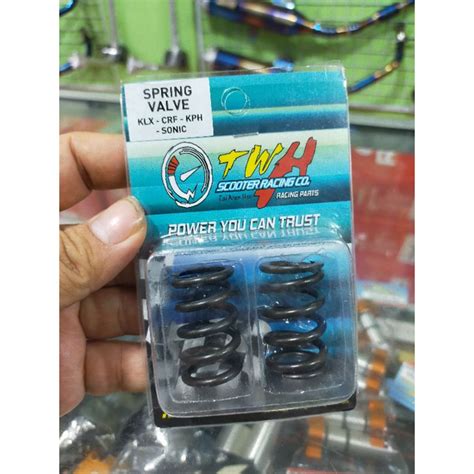 SPRING
VALVE
KLX - CRF - KPH
- SONIC
TWH
SCOOTER RACING CO.
RACING PARTS
POWER YOU CAN TRUST